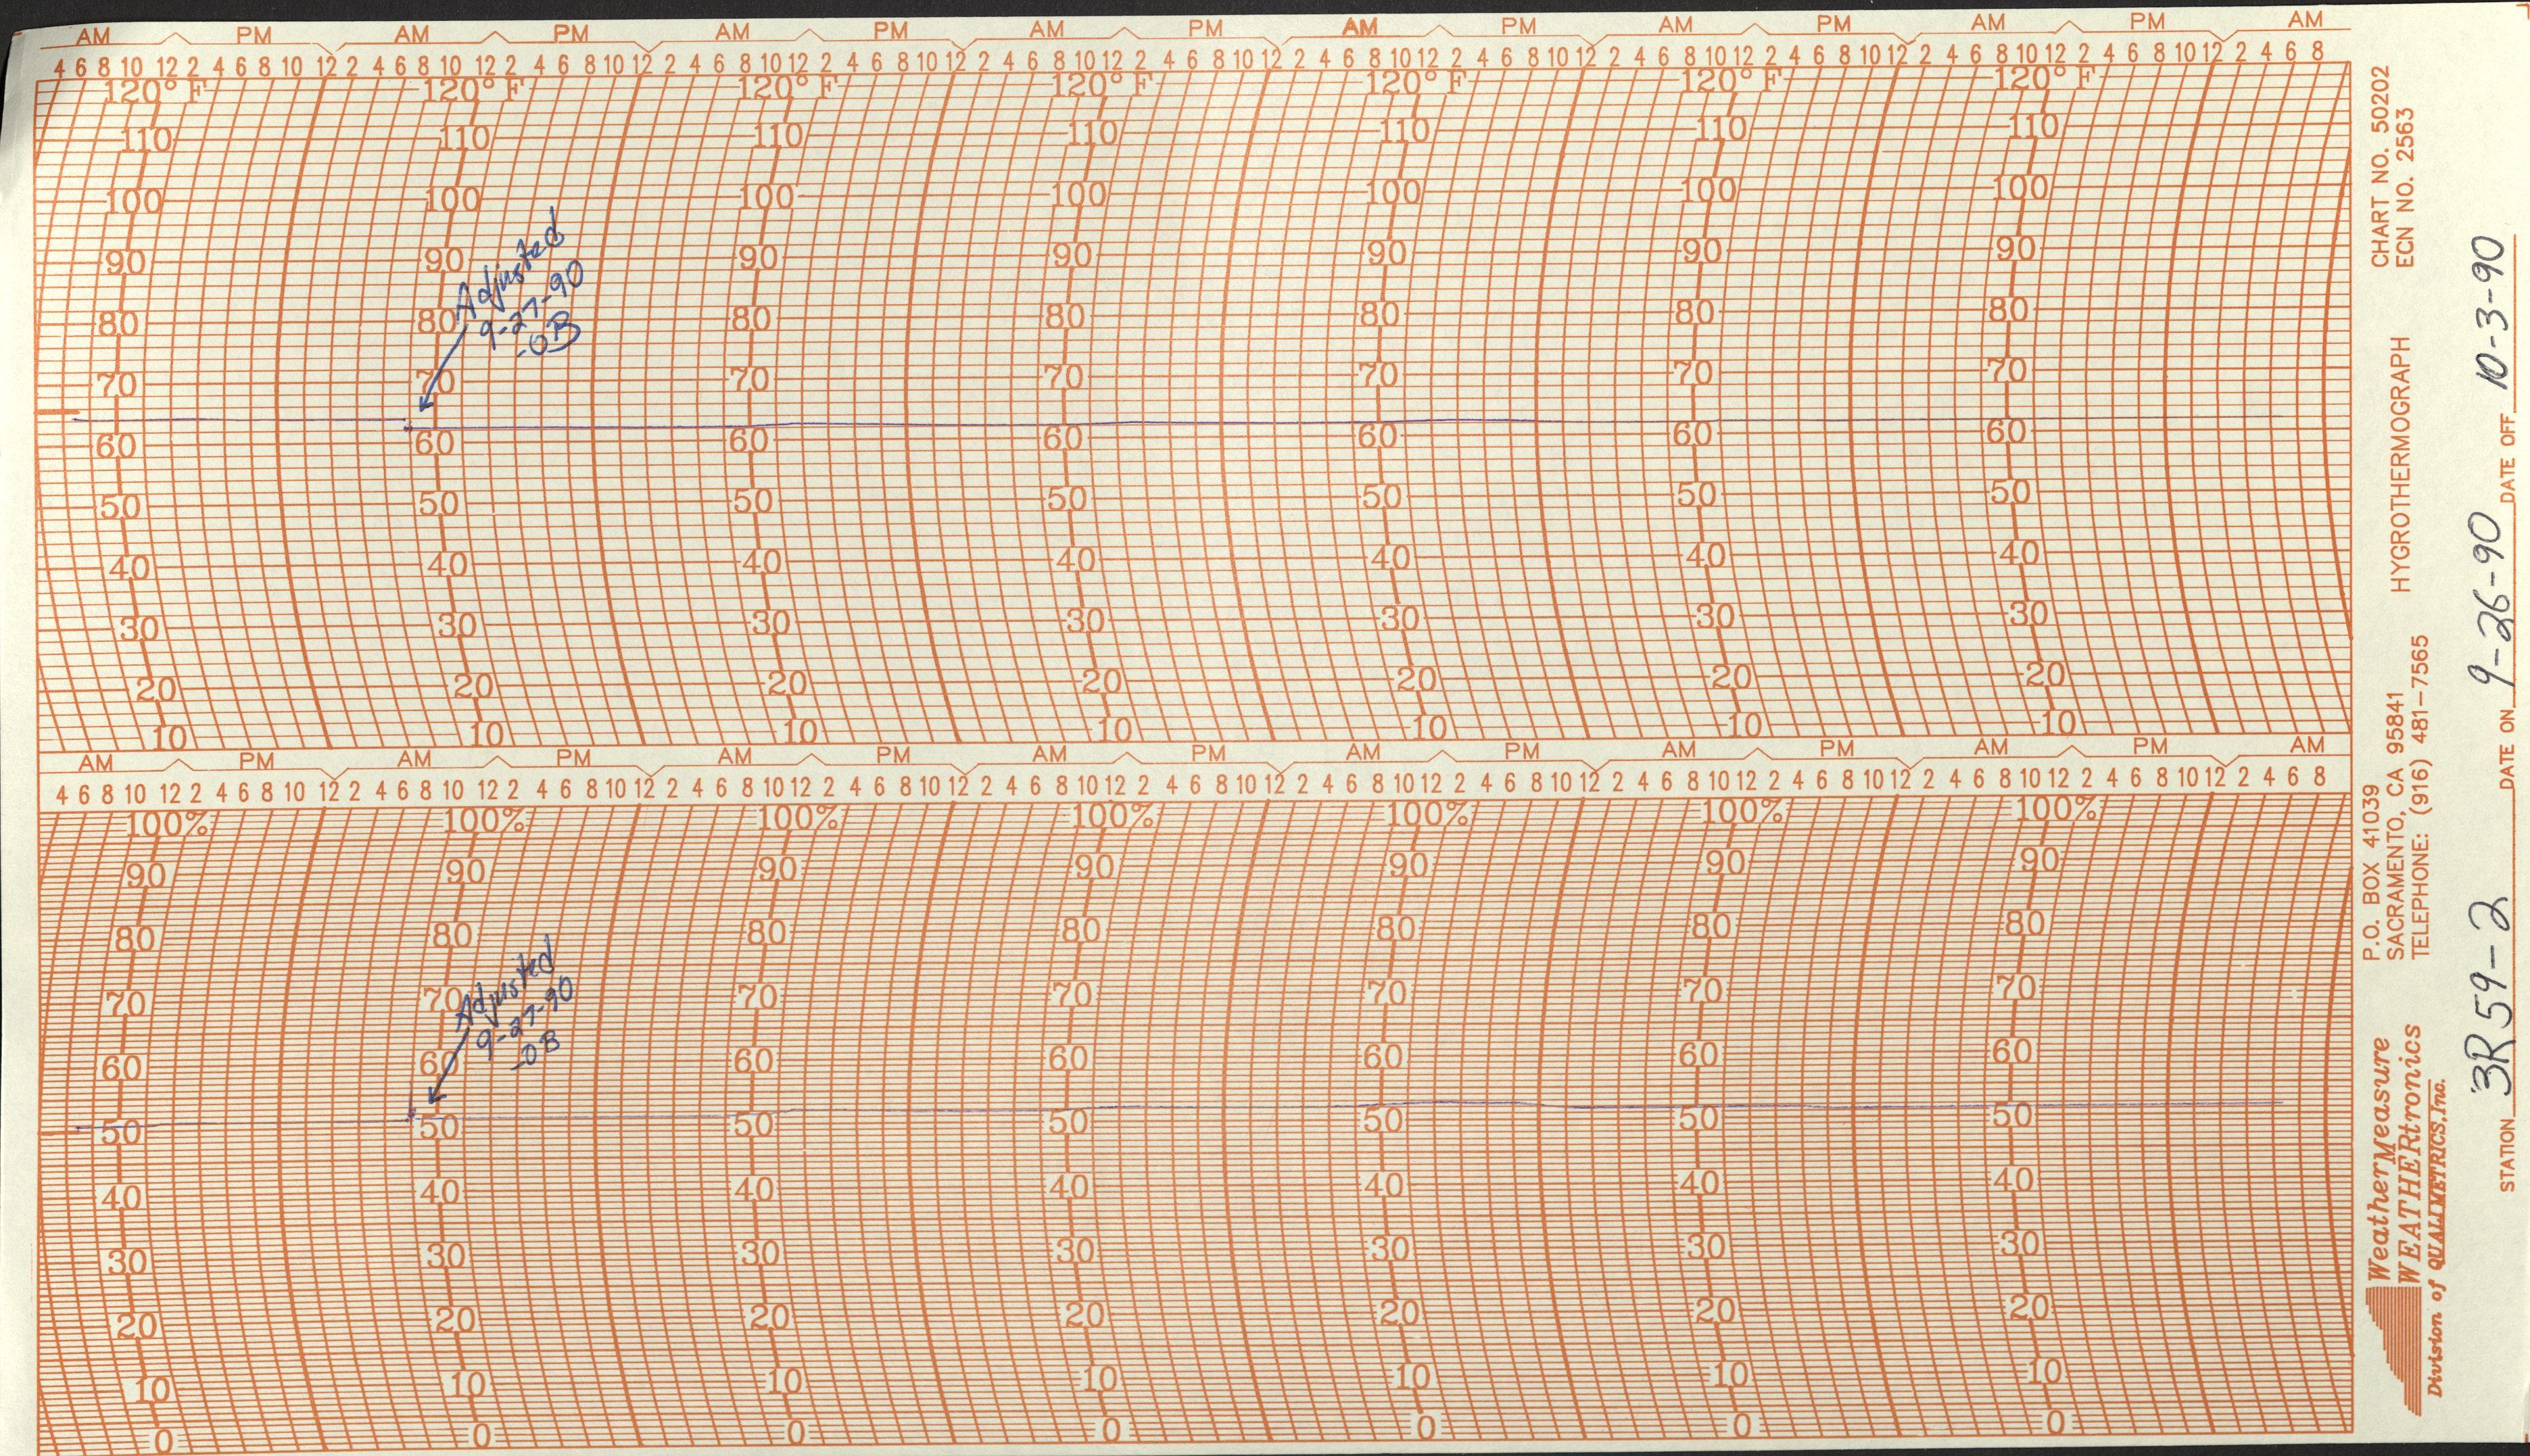 AM PM AM PM AM PM AM PM AM PM AM PM AM PM AM
4 6 8 10 12 2 4 6 8 10 12 2 4 6 8 10 12 2 4 6 8 10 12 2 4 6 8 10 12 2 4 6 8 10 12 2 4 6 8 10 12 2 4 6 8 10 12 2 4 6 8 10 12 2 4 6 8 10 12 2 4 6 8 10 12 2 4 6 8 10 12 2 4 6 8 10 12 2 4 6 8 10 12 2 4 6 8
120° F 120° F 120° F 120° F 120° F 120° F 120° F
110 110 110 110 110 110 110
100 100 100 100 100 100 100
90 90 90 90 90 90 90
80 80 80 80 80 80 80
70 70 70 70 70 70 70
60 60 60 60 60 60 60
50 50 50 50 50 50 50
40 40 40 40 40 40 40
30 30 30 30 30 30 30
20 20 20 20 20 20 20
10 10 10 10 10 10 10
Adjusted
9-27-90
-OB
AM PM AM PM AM PM AM PM AM PM AM PM AM PM AM
4 6 8 10 12 2 4 6 8 10 12 2 4 6 8 10 12 2 4 6 8 10 12 2 4 6 8 10 12 2 4 6 8 10 12 2 4 6 8 10 12 2 4 6 8 10 12 2 4 6 8 10 12 2 4 6 8 10 12 2 4 6 8 10 12 2 4 6 8 10 12 2 4 6 8 10 12 2 4 6 8 10 12 2 4 6 8
100% 100% 100% 100% 100% 100% 100%
90 90 90 90 90 90 90
80 80 80 80 80 80 80
70 70 70 70 70 70 70
60 60 60 60 60 60 60
50 50 50 50 50 50 50
40 40 40 40 40 40 40
30 30 30 30 30 30 30
20 20 20 20 20 20 20
10 10 10 10 10 10 10
0 0 0 0 0 0 0
Adjusted
9-27-90
-OB
WeatherMeasure
WEATHERtronics
Division of QUALIMETRICS, Inc.
P.O. BOX 41039
SACRAMENTO, CA 95841
TELEPHONE: (916) 481-7565
HYGROTHERMOGRAPH
CHART NO. 50202
ECN NO. 2563
STATION 3R59-2 DATE ON 9-26-90 DATE OFF 10-3-90